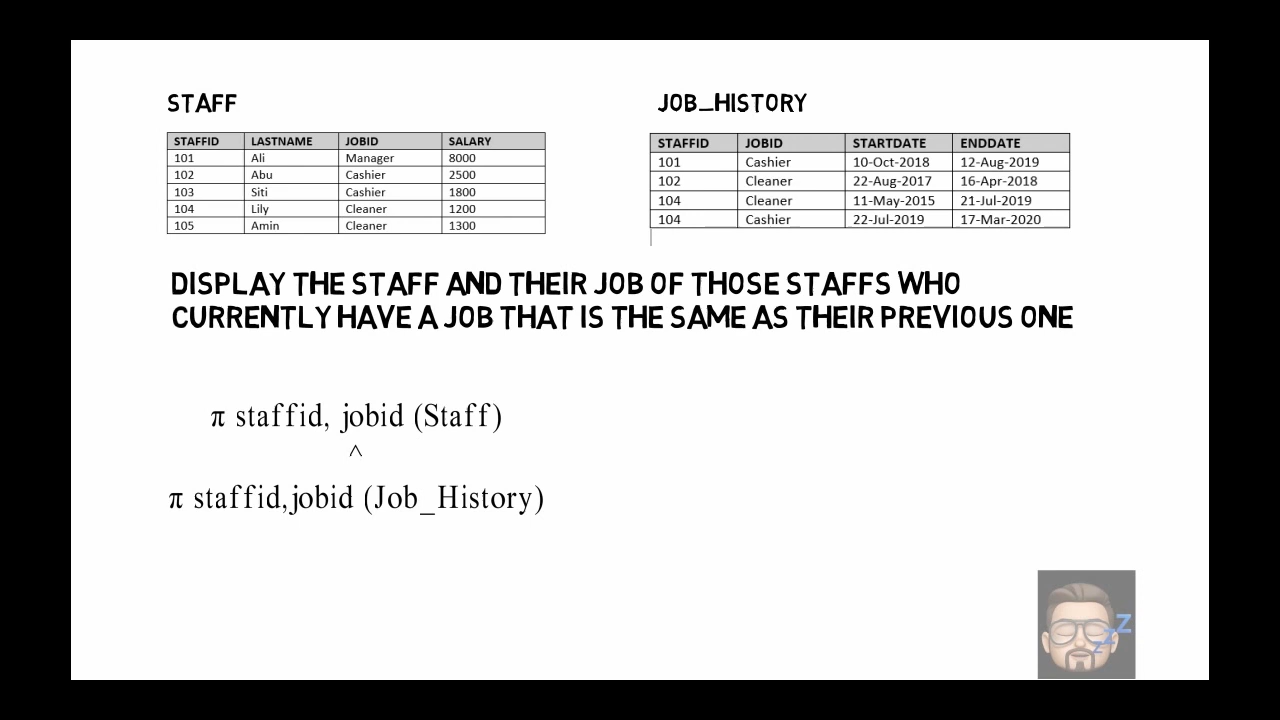 STAFF
STAFFID LASTNAME JOBID SALARY
101 Ali Manager 8000
102 Abu Cashier 2500
103 Siti Cashier 1800
104 Lily Cleaner 1200
105 Amin Cleaner 1300
JOB_HISTORY
STAFFID JOBID STARTDATE ENDDATE
101 Cashier 10-Oct-2018 12-Aug-2019
102 Cleaner 22-Aug-2017 16-Apr-2018
104 Cleaner 11-May-2015 21-Jul-2019
104 Cashier 22-Jul-2019 17-Mar-2020
DISPLAY THE STAFF AND THEIR JOB OF THOSE STAFFS WHO
CURRENTLY HAVE A JOB THAT IS THE SAME AS THEIR PREVIOUS ONE
π staffid, jobid (Staff)
^
π staffid,jobid (Job_History)
z z Z